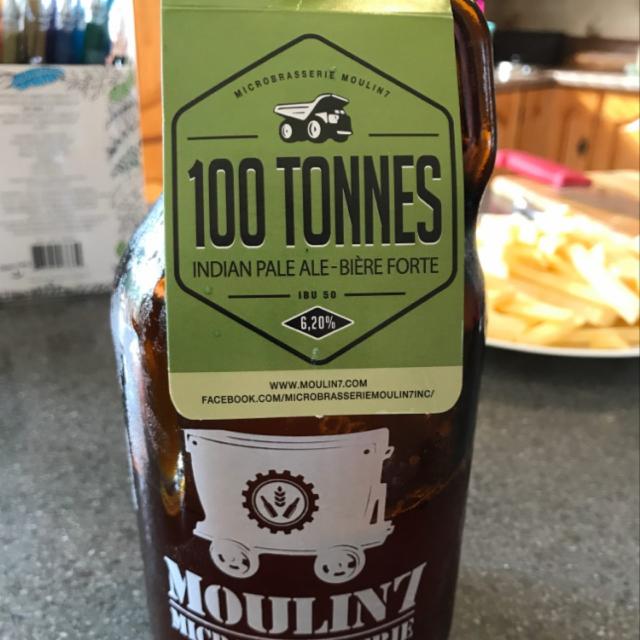 MICROBRASSERIE MOULIN7
100 TONNES
INDIAN PALE ALE-BIÈRE FORTE
IBU 50
6,20%
WWW.MOULIN7.COM
FACEBOOK.COM/MICROBRASSERIEMOULIN7INC/
MOULIN7